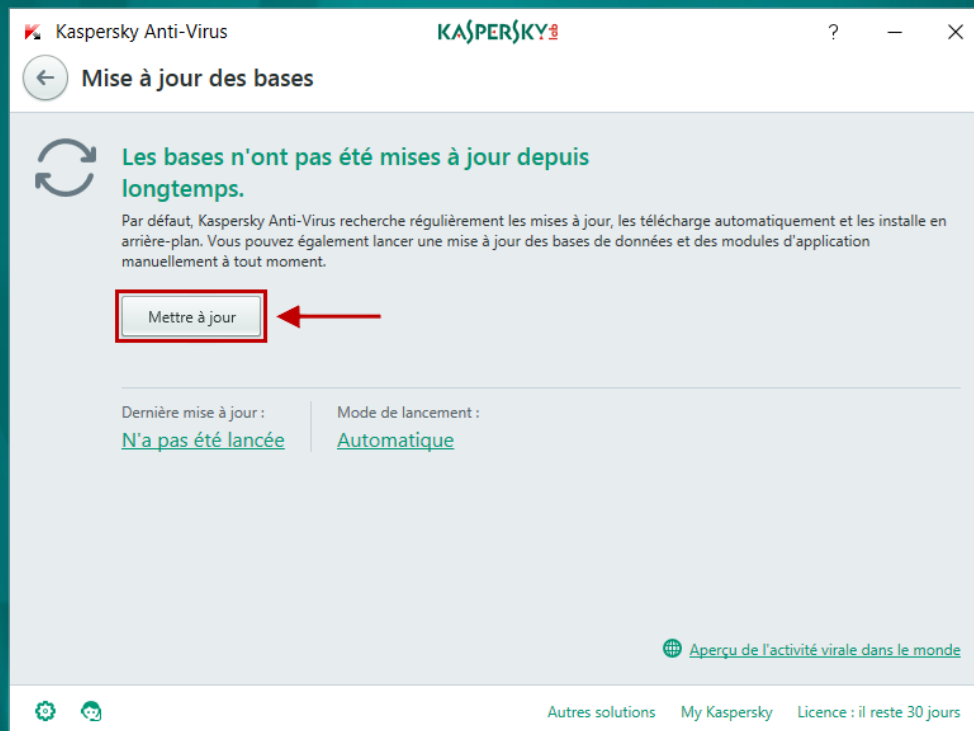 Kaspersky Anti-Virus
KASPERSKY lab
?
Mise à jour des bases
Les bases n'ont pas été mises à jour depuis
longtemps.
Par défaut, Kaspersky Anti-Virus recherche régulièrement les mises à jour, les télécharge automatiquement et les installe en
arrière-plan. Vous pouvez également lancer une mise à jour des bases de données et des modules d'application
manuellement à tout moment.
Mettre à jour
Dernière mise à jour :
N'a pas été lancée
Mode de lancement :
Automatique
Aperçu de l'activité virale dans le monde
Autres solutions
My Kaspersky
Licence : il reste 30 jours